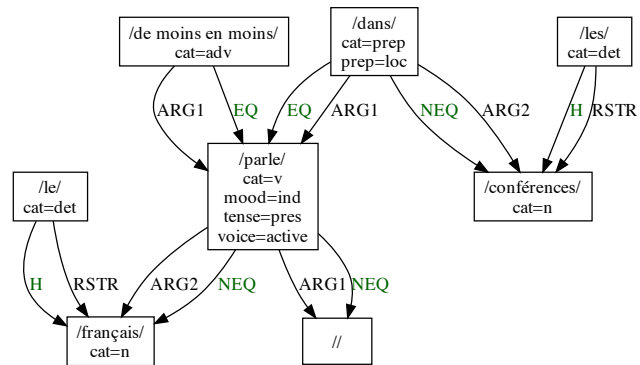 /de moins en moins/
cat=adv
/dans/
cat=prep
prep=loc
/les/
cat=det
ARG1
EQ
EQ
ARG1
NEQ
ARG2
H
RSTR
/le/
cat=det
/parle/
cat=v
mood=ind
tense=pres
voice=active
/conférences/
cat=n
H
RSTR
ARG2
NEQ
ARG1
NEQ
/français/
cat=n
//